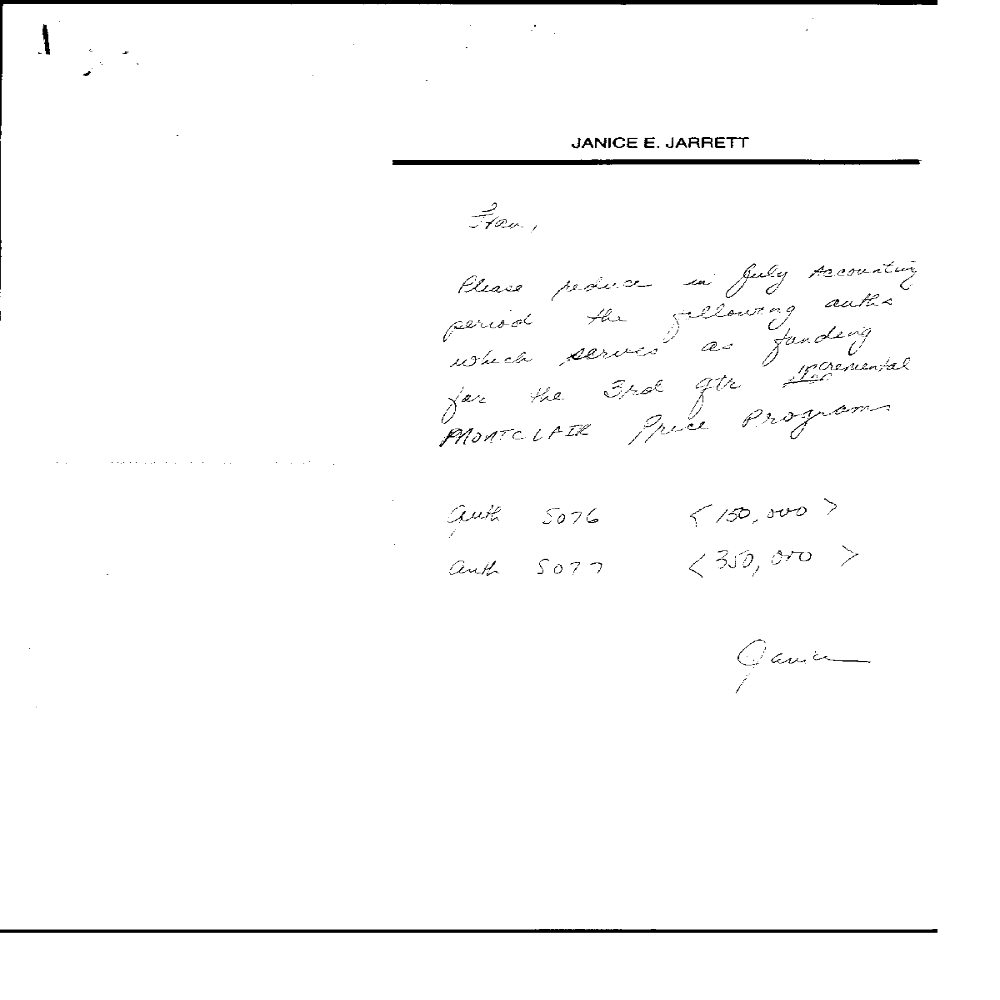 JANICE E. JARRETT
Fran,
Please reduce in July Accounting
period the following auths
which serves as funding
for the 3rd qtr incremental
MONTCLAIR Price Programs
Auth 5076 < 150,000 >
Auth 5077 < 350,000 >
Janice